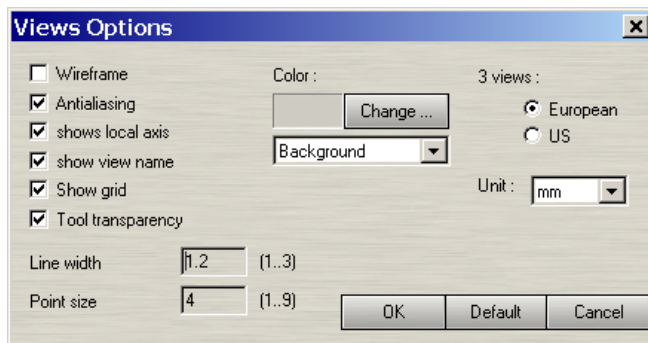 Views Options
Wireframe
Antialiasing
shows local axis
show view name
Show grid
Tool transparency
Color :
Change ...
Background
3 views :
European
US
Unit :
mm
Line width
1.2
(1..3)
Point size
4
(1..9)
OK
Default
Cancel